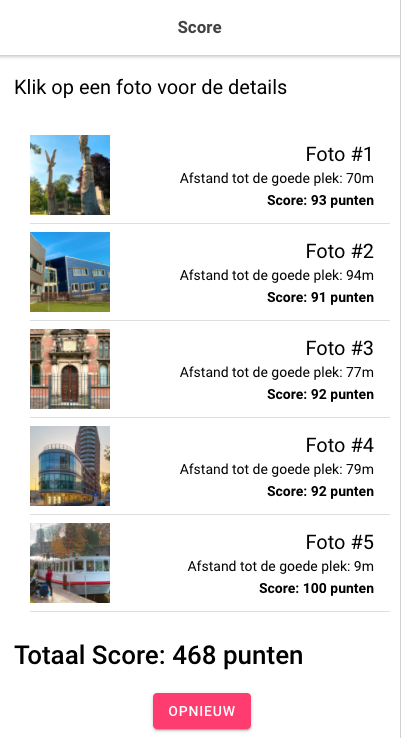 Score
Klik op een foto voor de details
Foto #1
Afstand tot de goede plek: 70m
Score: 93 punten
Foto #2
Afstand tot de goede plek: 94m
Score: 91 punten
Foto #3
Afstand tot de goede plek: 77m
Score: 92 punten
Foto #4
Afstand tot de goede plek: 79m
Score: 92 punten
Foto #5
Afstand tot de goede plek: 9m
Score: 100 punten
Totaal Score: 468 punten
OPNIEUW